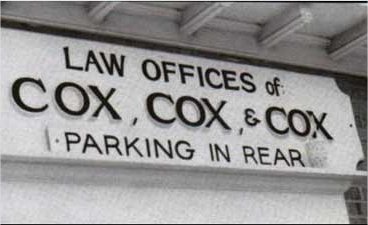 LAW OFFICES of:
COX, COX, & COX
PARKING IN REAR